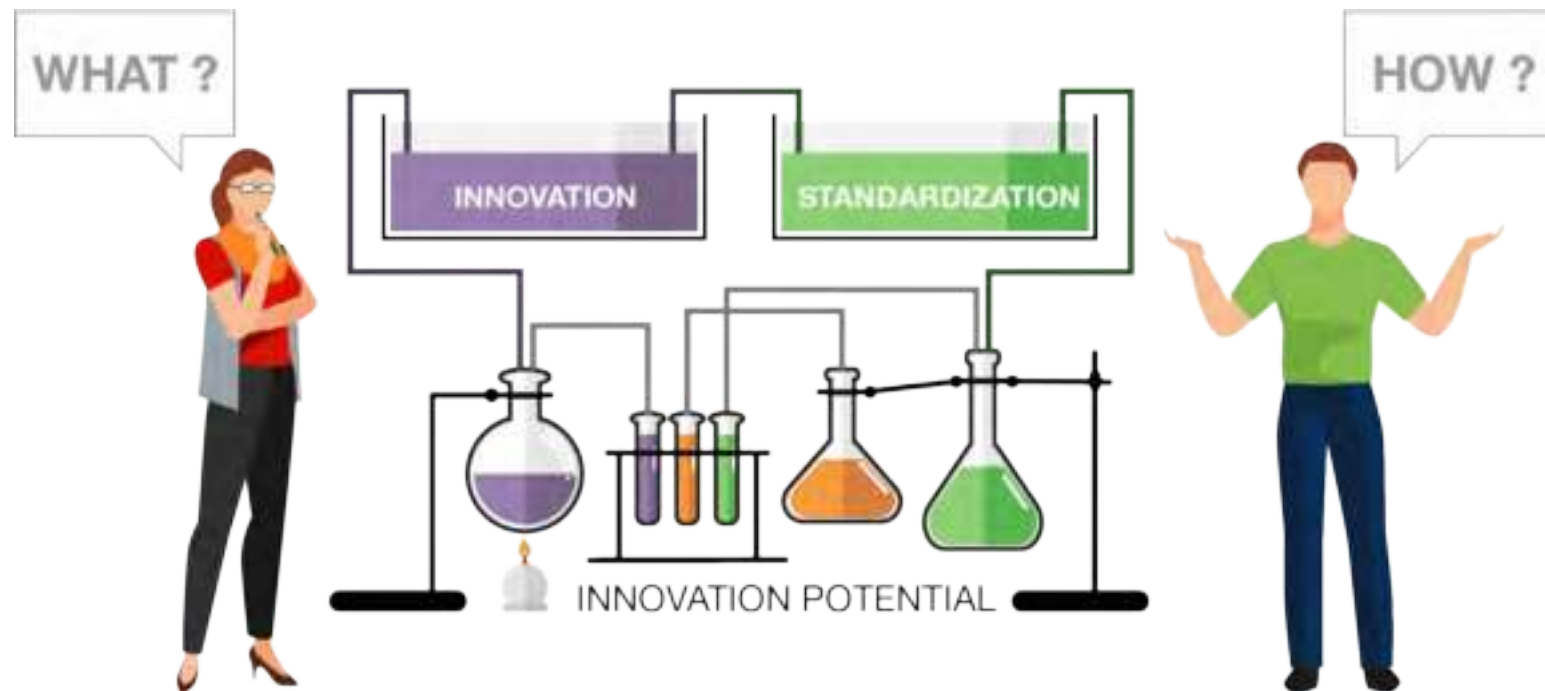 WHAT ?
HOW ?
INNOVATION
STANDARDIZATION
INNOVATION POTENTIAL